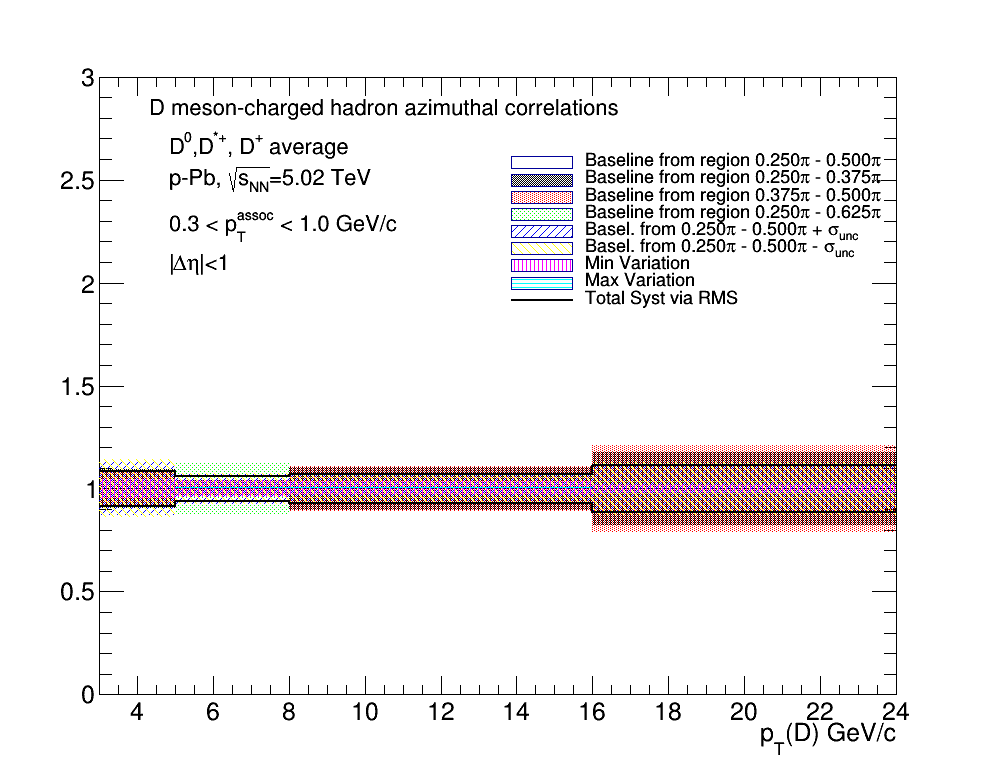 D meson-charged hadron azimuthal correlations
D⁰,D*⁺, D⁺ average
p-Pb, √s_NN=5.02 TeV
0.3 < p_T^assoc < 1.0 GeV/c
|Δη|<1
Baseline from region 0.250π - 0.500π
Baseline from region 0.250π - 0.375π
Baseline from region 0.375π - 0.500π
Baseline from region 0.250π - 0.625π
Basel. from 0.250π - 0.500π + σ_unc
Basel. from 0.250π - 0.500π - σ_unc
Min Variation
Max Variation
Total Syst via RMS
3
2.5
2
1.5
1
0.5
0
4 6 8 10 12 14 16 18 20 22 24
p_T(D) GeV/c